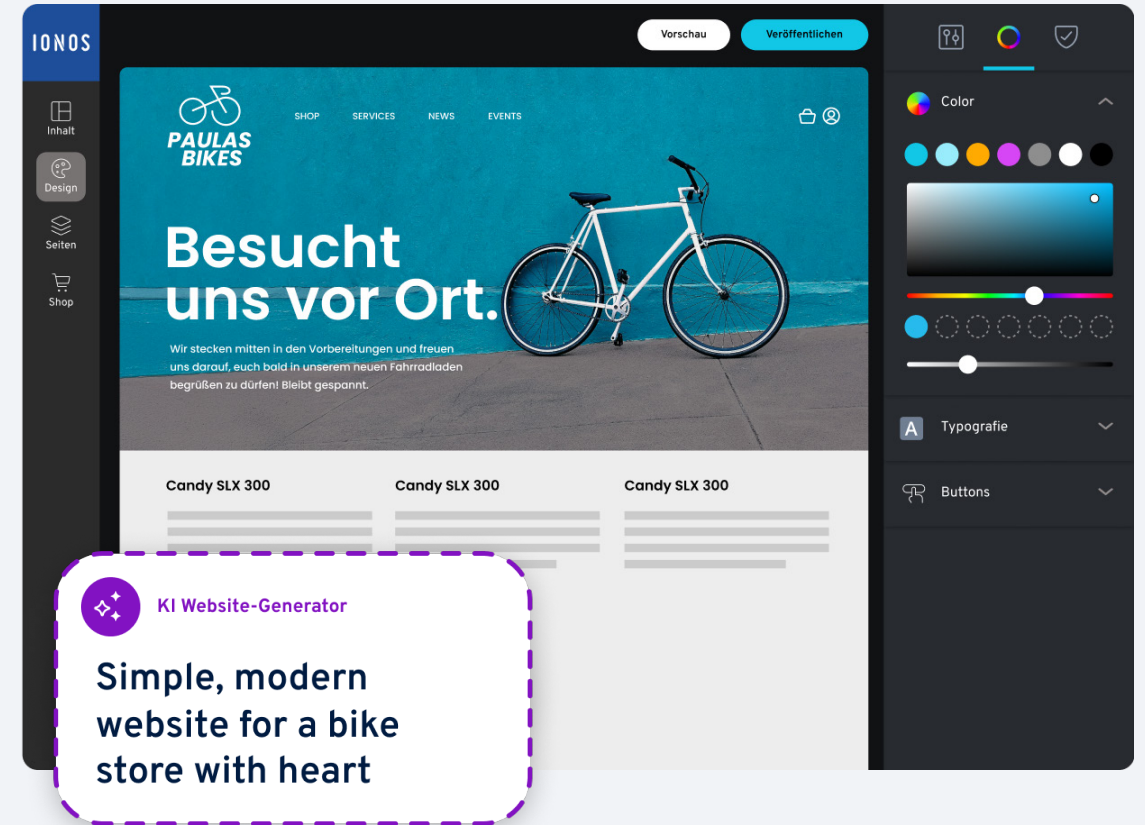 IONOS
Vorschau
Veröffentlichen
Inhalt
Design
Seiten
Shop
PAULAS
BIKES
SHOP
SERVICES
NEWS
EVENTS
Besucht
uns vor Ort.
Wir stecken mitten in den Vorbereitungen und freuen
uns darauf, euch bald in unserem neuen Fahrradladen
begrüßen zu dürfen! Bleibt gespannt.
Candy SLX 300
Candy SLX 300
Candy SLX 300
Color
A
Typografie
Buttons
KI Website-Generator
Simple, modern
website for a bike
store with heart